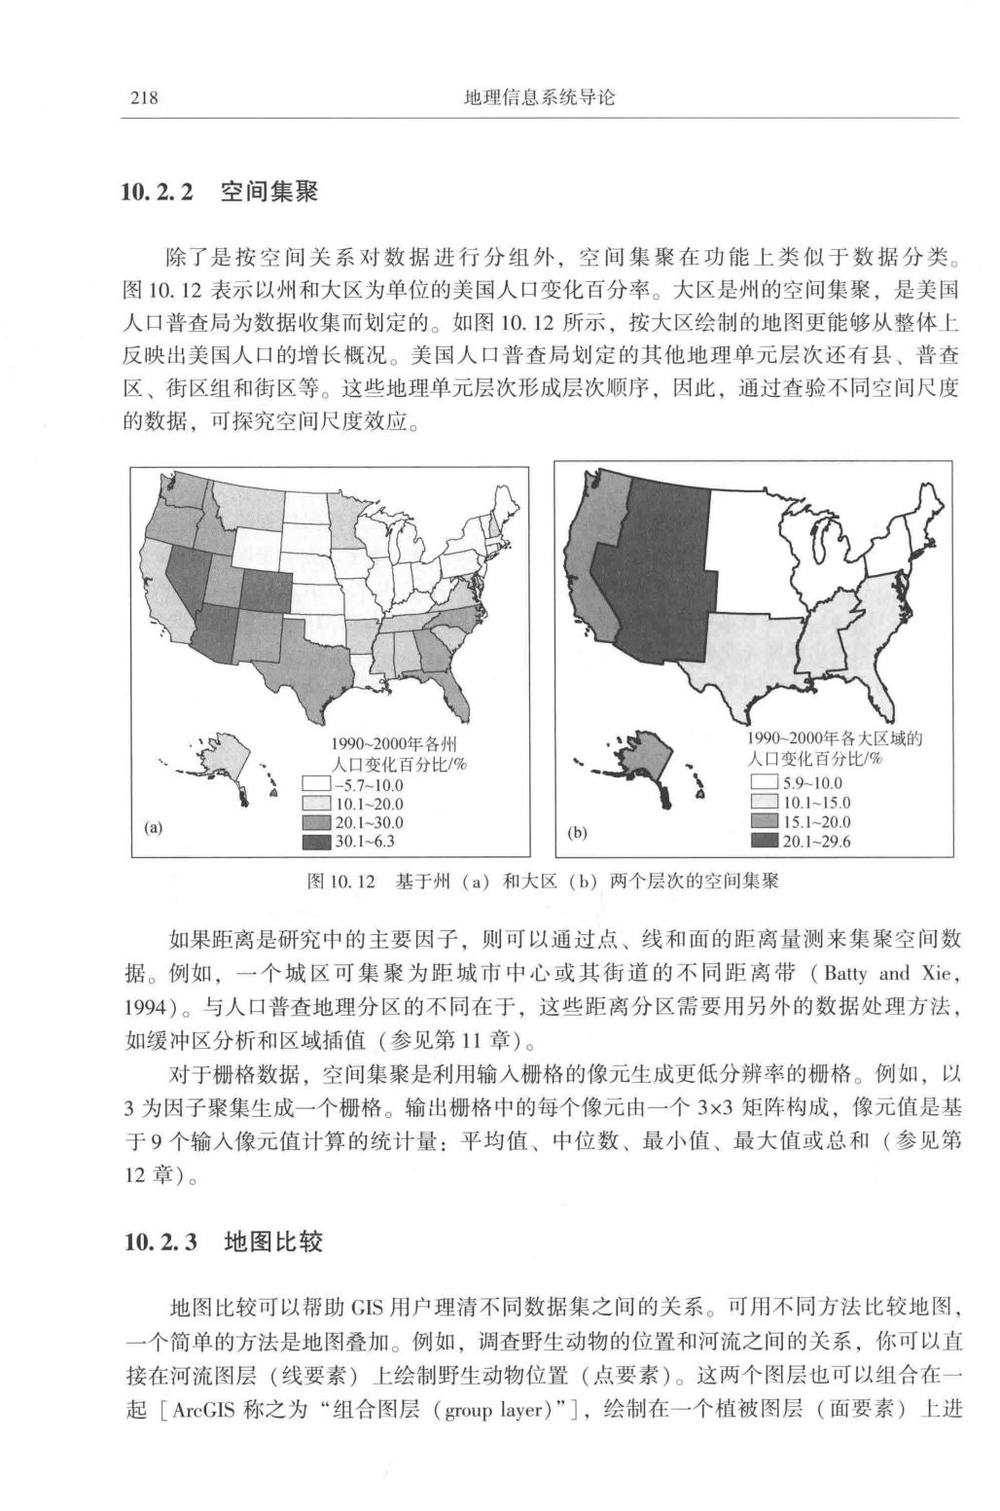 218
地理信息系统导论
10.2.2 空间集聚
除了是按空间关系对数据进行分组外，空间集聚在功能上类似于数据分类。
图 10.12 表示以州和大区为单位的美国人口变化百分率。大区是州的空间集聚，是美国
人口普查局为数据收集而划定的。如图 10.12 所示，按大区绘制的地图更能够从整体上
反映出美国人口的增长概况。美国人口普查局划定的其他地理单元层次还有县、普查
区、街区组和街区等。这些地理单元层次形成层次顺序，因此，通过查验不同空间尺度
的数据，可探究空间尺度效应。
1990~2000年各州
人口变化百分比/%
-5.7~10.0
10.1~20.0
20.1~30.0
30.1~6.3
(a)
1990~2000年各大区域的
人口变化百分比/%
5.9~10.0
10.1~15.0
15.1~20.0
20.1~29.6
(b)
图 10.12 基于州（a）和大区（b）两个层次的空间集聚
如果距离是研究中的主要因子，则可以通过点、线和面的距离量测来集聚空间数
据。例如，一个城区可集聚为距城市中心或其街道的不同距离带（Batty and Xie,
1994）。与人口普查地理分区的不同在于，这些距离分区需要用另外的数据处理方法，
如缓冲区分析和区域插值（参见第 11 章）。
对于栅格数据，空间集聚是利用输入栅格的像元生成更低分辨率的栅格。例如，以
3 为因子聚集生成一个栅格。输出栅格中的每个像元由一个 3×3 矩阵构成，像元值是基
于 9 个输入像元值计算的统计量：平均值、中位数、最小值、最大值或总和（参见第
12 章）。
10.2.3 地图比较
地图比较可以帮助 GIS 用户理清不同数据集之间的关系。可用不同方法比较地图，
一个简单的方法是地图叠加。例如，调查野生动物的位置和河流之间的关系，你可以直
接在河流图层（线要素）上绘制野生动物位置（点要素）。这两个图层也可以组合在一
起［ArcGIS 称之为“组合图层（group layer）”］，绘制在一个植被图层（面要素）上进